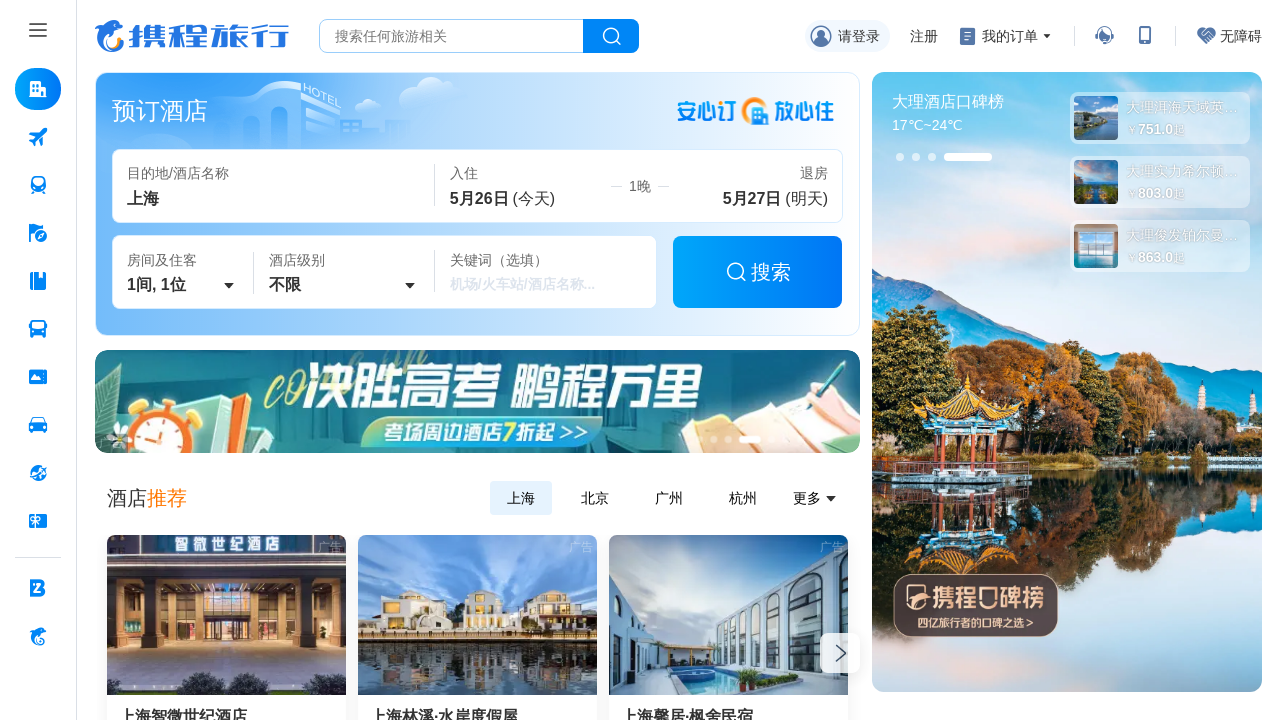 携程旅行
搜索任何旅游相关
请登录
注册
我的订单
无障碍
预订酒店
HOTEL
安心订 放心住
目的地/酒店名称
上海
入住
5月26日 (今天)
1晚
退房
5月27日 (明天)
房间及住客
1间, 1位
酒店级别
不限
关键词（选填）
机场/火车站/酒店名称...
搜索
决胜高考 鹏程万里
考场周边酒店7折起 >>
酒店推荐
上海
北京
广州
杭州
更多
智微世纪酒店
广告
广告
广告
上海智微世纪酒店
上海林溪·水岸度假屋
上海馨居·枫舍民宿
大理酒店口碑榜
17℃~24℃
大理洱海天域英...
￥751.0起
大理实力希尔顿...
￥803.0起
大理俊发铂尔曼...
￥863.0起
携程口碑榜
四亿旅行者的口碑之选 >